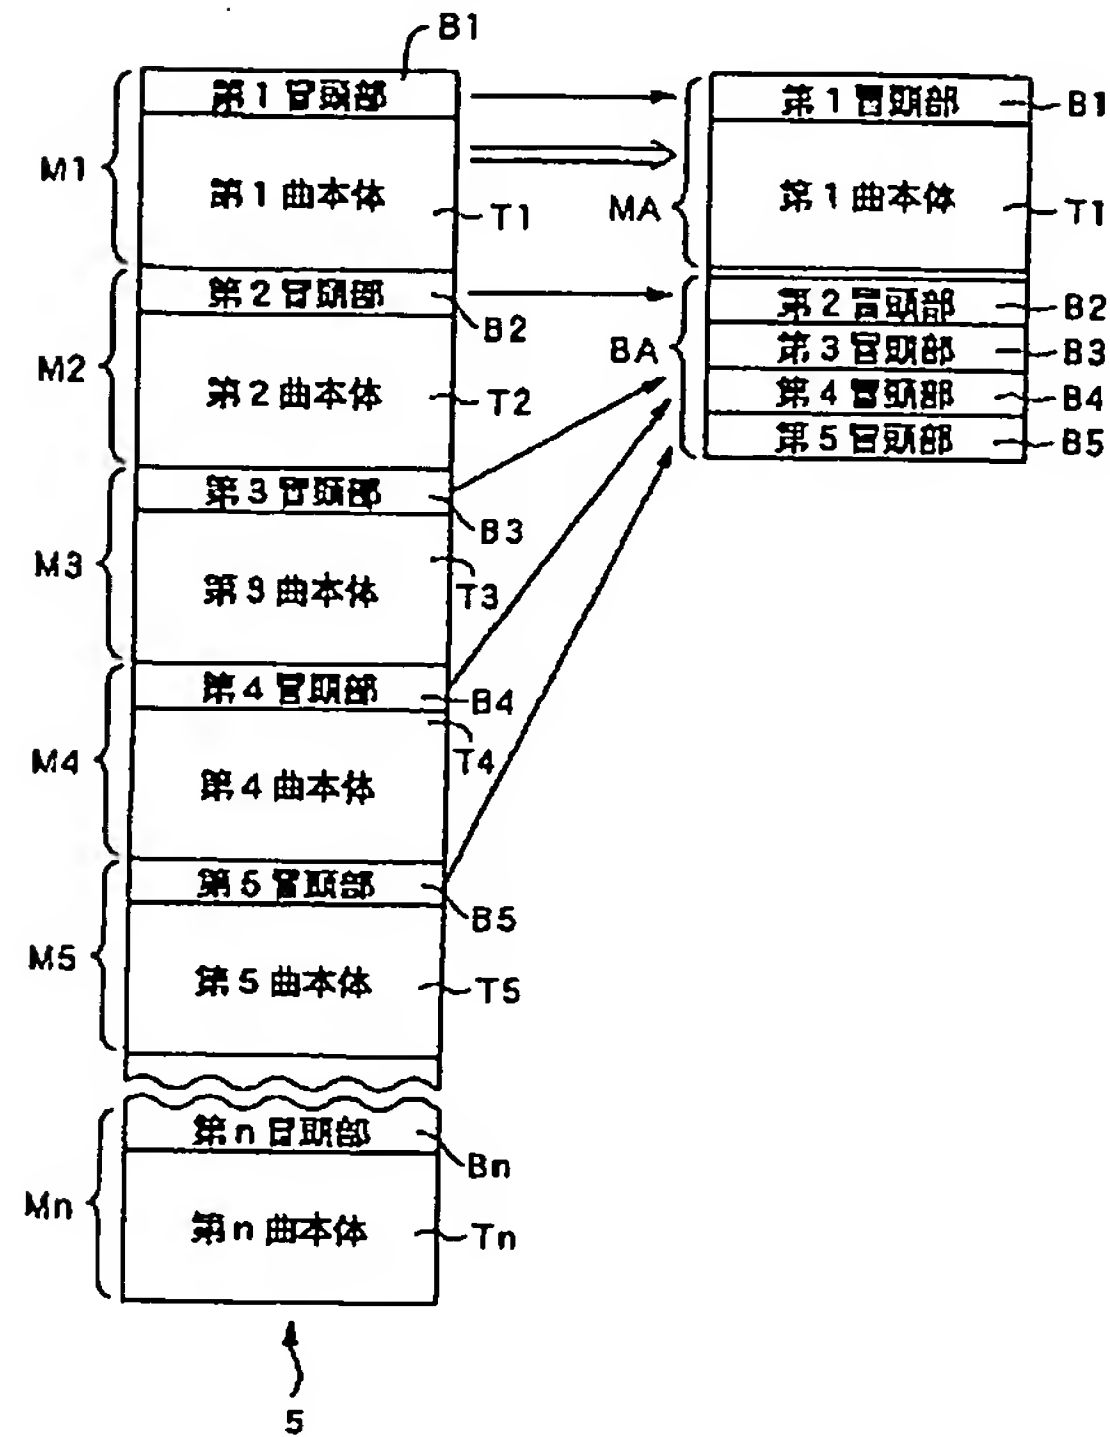 B1
第1冒頭部
M1
第1曲本体
T1
第2冒頭部
B2
M2
第2曲本体
T2
第3冒頭部
B3
M3
第3曲本体
T3
第4冒頭部
B4
M4
T4
第4曲本体
第5冒頭部
B5
M5
第5曲本体
T5
第n冒頭部
Bn
Mn
第n曲本体
Tn
5
第1冒頭部
B1
MA
第1曲本体
T1
第2冒頭部
B2
BA
第3冒頭部
B3
第4冒頭部
B4
第5冒頭部
B5